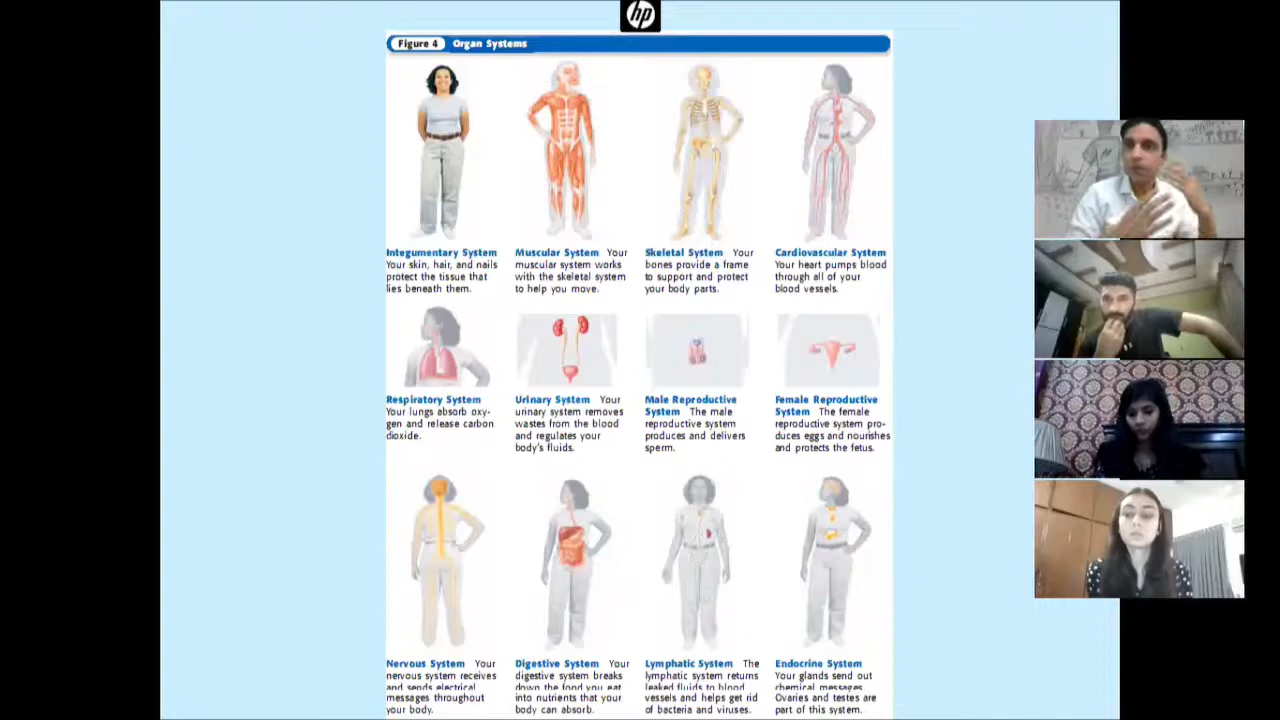 hp
Figure 4 Organ Systems
Integumentary System
Your skin, hair, and nails
protect the tissue that
lies beneath them.
Muscular System Your
muscular system works
with the skeletal system
to help you move.
Skeletal System Your
bones provide a frame
to support and protect
your body parts.
Cardiovascular System
Your heart pumps blood
through all of your
blood vessels.
Respiratory System
Your lungs absorb oxy-
gen and release carbon
dioxide.
Urinary System Your
urinary system removes
wastes from the blood
and regulates your
body's fluids.
Male Reproductive
System The male
reproductive system
produces and delivers
sperm.
Female Reproductive
System The female
reproductive system pro-
duces eggs and nourishes
and protects the fetus.
Nervous System Your
nervous system receives
and sends electrical
messages throughout
your body.
Digestive System Your
digestive system breaks
down the food you eat
into nutrients that your
body can absorb.
Lymphatic System The
lymphatic system returns
leaked fluids to blood
vessels and helps get rid
of bacteria and viruses.
Endocrine System
Your glands send out
chemical messages.
Ovaries and testes are
part of this system.